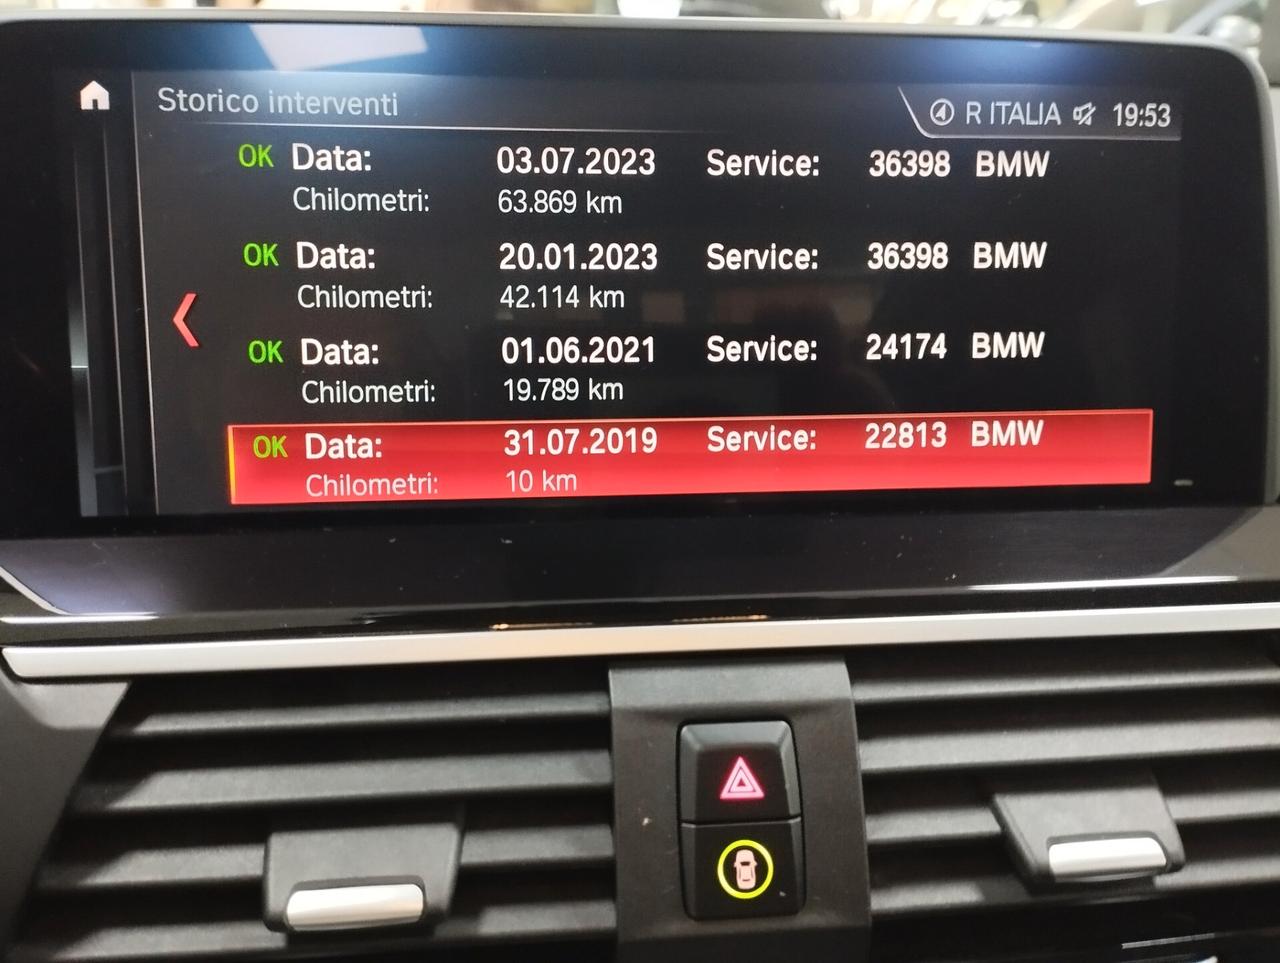 Storico interventi
R ITALIA 19:53
OK Data: 03.07.2023 Service: 36398 BMW
Chilometri: 63.869 km
OK Data: 20.01.2023 Service: 36398 BMW
Chilometri: 42.114 km
OK Data: 01.06.2021 Service: 24174 BMW
Chilometri: 19.789 km
OK Data: 31.07.2019 Service: 22813 BMW
Chilometri: 10 km